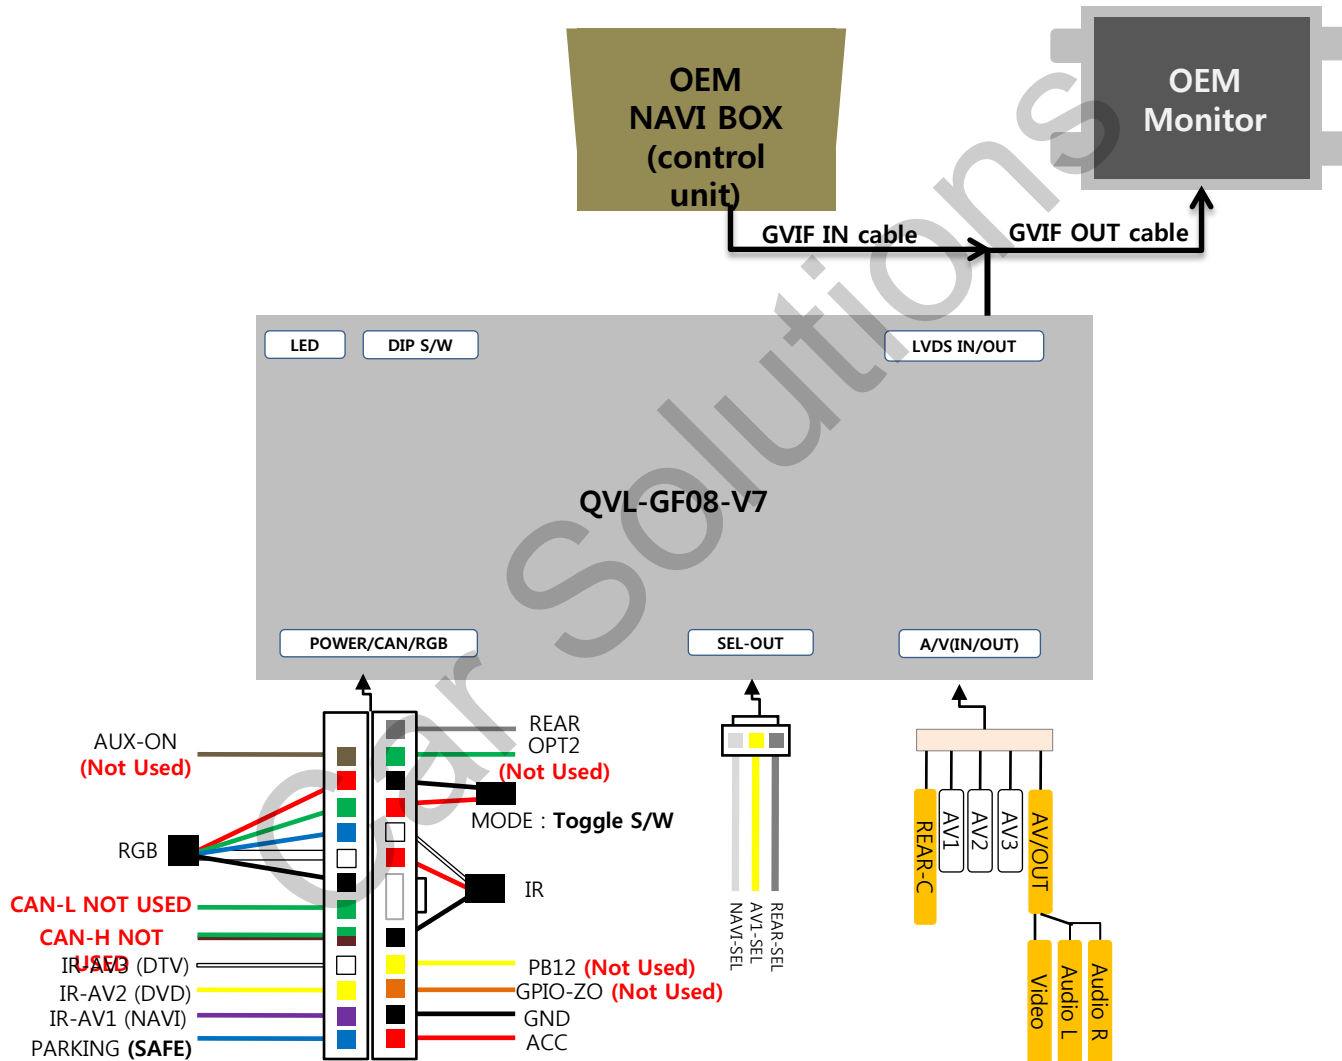 OEM
NAVI BOX
(control
unit)
OEM
Monitor
GVIF IN cable
GVIF OUT cable
LED
DIP S/W
LVDS IN/OUT
QVL-GF08-V7
POWER/CAN/RGB
SEL-OUT
A/V(IN/OUT)
AUX-ON
(Not Used)
RGB
CAN-L NOT USED
CAN-H NOT
USED
IR-AV3 (DTV)
IR-AV2 (DVD)
IR-AV1 (NAVI)
PARKING (SAFE)
REAR
OPT2
(Not Used)
MODE : Toggle S/W
IR
PB12 (Not Used)
GPIO-ZO (Not Used)
GND
ACC
NAVI-SEL
AV1-SEL
REAR-SEL
REAR-C
AV1
AV2
AV3
AV/OUT
Video
Audio L
Audio R
Car Solutions